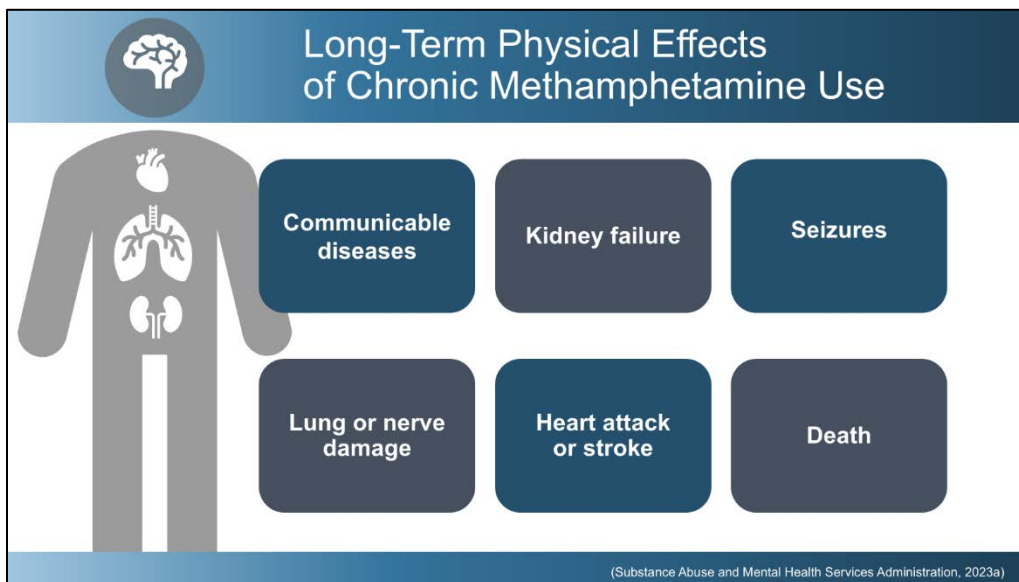 Long-Term Physical Effects
of Chronic Methamphetamine Use
Communicable
diseases
Kidney failure
Seizures
Lung or nerve
damage
Heart attack
or stroke
Death
(Substance Abuse and Mental Health Services Administration, 2023a)